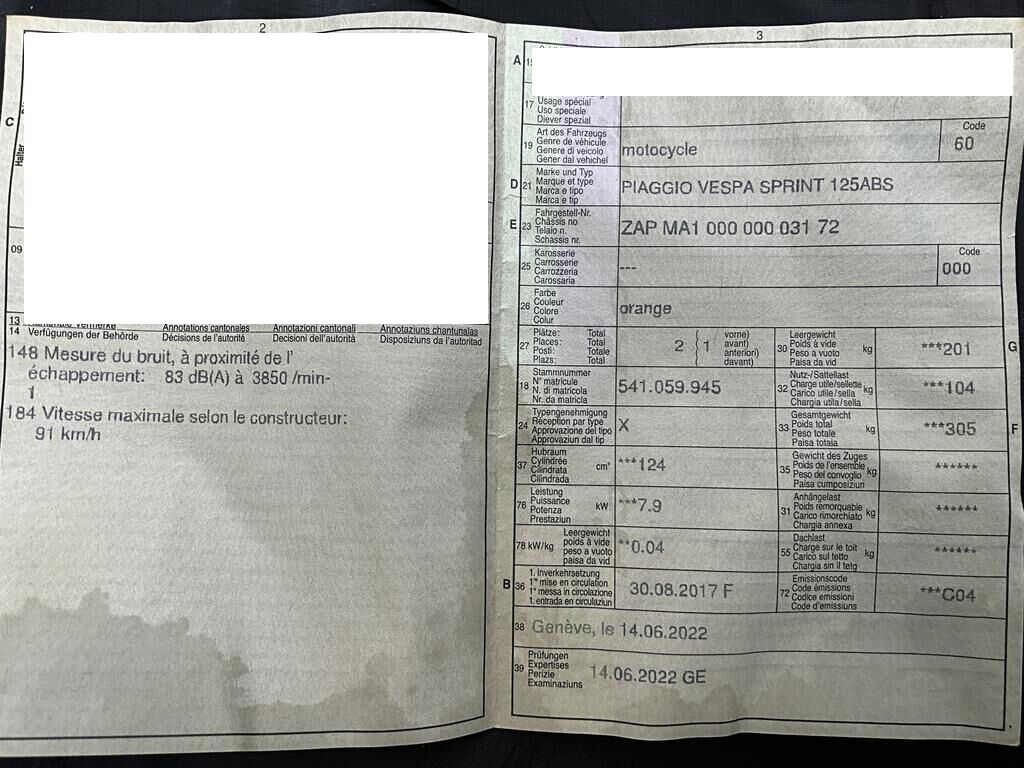 2
C
Halter
09
13
14 Verfügungen der Behörde
Annotations cantonales
Décisions de l'autorité
Annotazioni cantonali
Decisioni dell'autorità
Annotaziuns chantunalas
Disposiziuns da l'autoritad
148 Mesure du bruit, à proximité de l'
échappement: 83 dB(A) à 3850 /min-
1
184 Vitesse maximale selon le constructeur:
91 km/h
3
A
17 Usage spécial
Uso speciale
Diever spezial
19 Art des Fahrzeugs
Genre de véhicule
Genere di veicolo
Gener dal vehichel
motocycle
Code
60
D 21 Marke und Typ
Marque et type
Marca e tipo
Marca e tip
PIAGGIO VESPA SPRINT 125ABS
E 23 Fahrgestell-Nr.
Châssis no
Telaio n.
Schassis nr.
ZAP MA1 000 000 031 72
25 Karosserie
Carrosserie
Carrozzeria
Carossaria
---
Code
000
26 Farbe
Couleur
Colore
Colur
orange
27 Plätze: Total
Places: Total
Posti: Totale
Plazs: Total
2 { 1
vorne)
avant)
anteriori)
davant)
30 Leergewicht
Poids à vide
Peso a vuoto
Paisa da vid
kg
***201
G
18 Stammnummer
N° matricule
N. di matricola
Nr. da matricla
541.059.945
32 Nutz-/Sattellast
Charge utile/sellette
Carico utile/sella
Chargia utila/sella
kg
***104
24 Typengenehmigung
Réception par type
Approvazione del tipo
Approvaziun dal tip
X
33 Gesamtgewicht
Poids total
Peso totale
Paisa totala
kg
***305
F
37 Hubraum
Cylindrée
Cilindrata
Cilindrada
cm³
***124
35 Gewicht des Zuges
Poids de l'ensemble
Peso del convoglio
Paisa cumposiziun
kg
******
76 Leistung
Puissance
Potenza
Prestaziun
kW
***7.9
31 Anhängelast
Poids remorquable
Carico rimorchiato
Chargia annexa
kg
******
78 kW/kg
Leergewicht
poids à vide
peso a vuoto
paisa da vid
**0.04
55 Dachlast
Charge sur le toit
Carico sul tetto
Chargia sin il tetg
kg
******
B 36 1. Inverkehrsetzung
1re mise en circulation
1a messa in circolazione
1. entrada en circulaziun
30.08.2017 F
72 Emissionscode
Code émissions
Codice emissioni
Code d'emissiuns
***C04
38 Genève, le 14.06.2022
39 Prüfungen
Expertises
Perizie
Examinaziuns
14.06.2022 GE